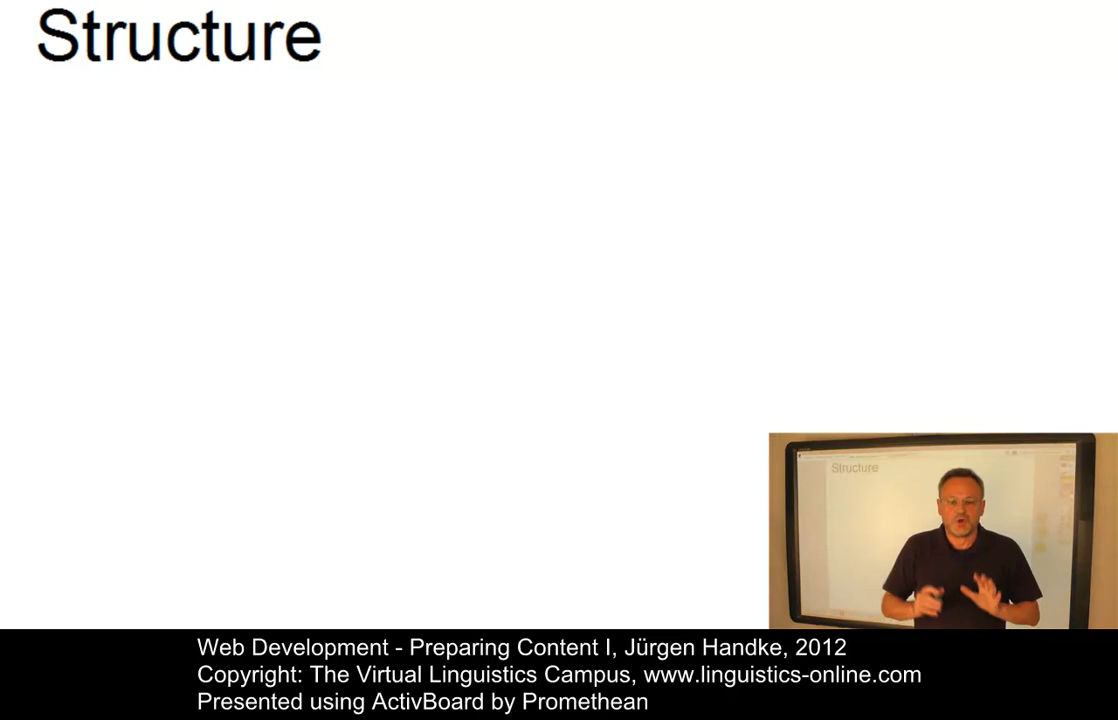 Structure
Structure
Web Development - Preparing Content I, Jürgen Handke, 2012
Copyright: The Virtual Linguistics Campus, www.linguistics-online.com
Presented using ActivBoard by Promethean